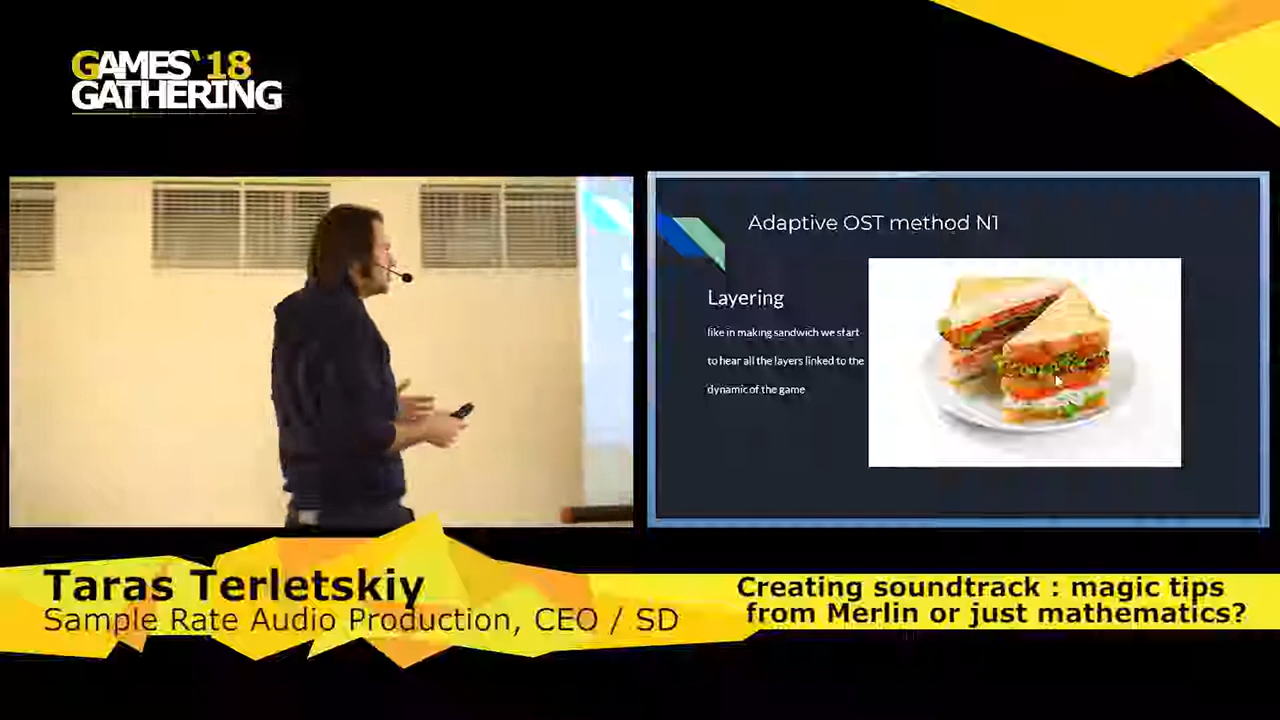 GAMES'18
GATHERING
Adaptive OST method N1
Layering
like in making sandwich we start
to hear all the layers linked to the
dynamic of the game
Taras Terletskiy
Sample Rate Audio Production, CEO / SD
Creating soundtrack : magic tips
from Merlin or just mathematics?